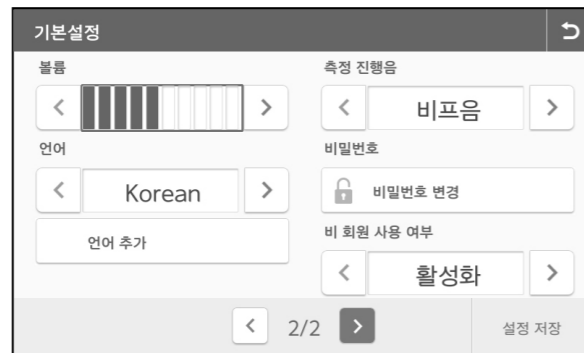 기본설정
볼륨
측정 진행음
비프음
언어
비밀번호
Korean
비밀번호 변경
언어 추가
비 회원 사용 여부
활성화
2/2
설정 저장